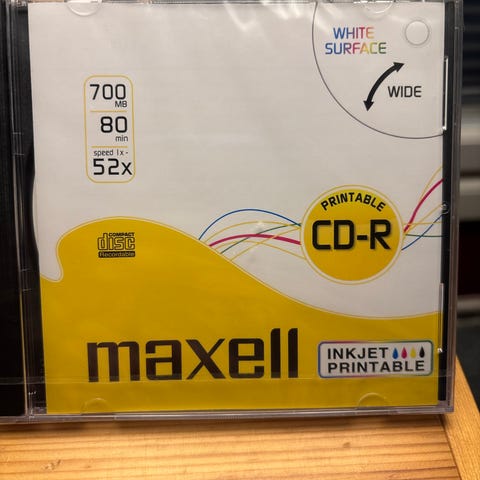 WHITE
SURFACE
WIDE
700
MB
80
min
speed 1x-
52x
PRINTABLE
CD-R
COMPACT
disc
Recordable
maxell
INKJET
PRINTABLE